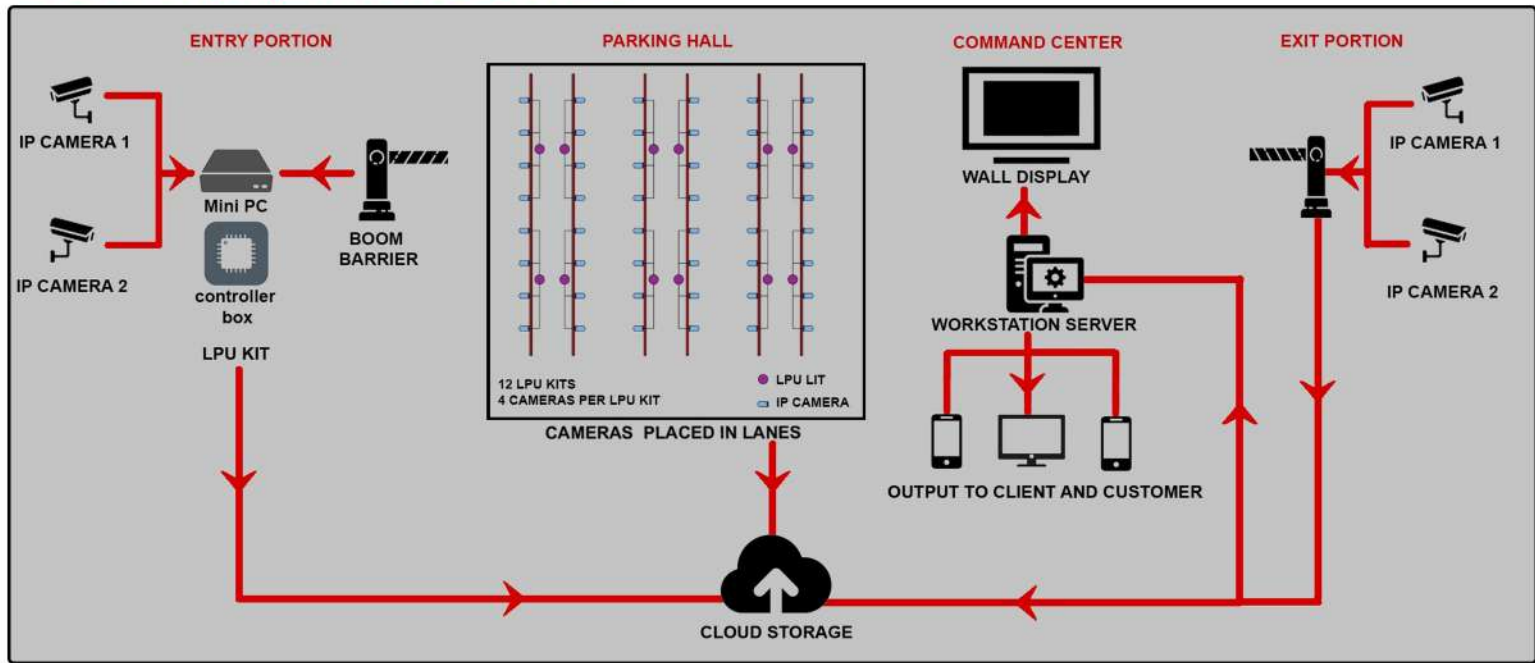 ENTRY PORTION
PARKING HALL
COMMAND CENTER
EXIT PORTION
IP CAMERA 1
Mini PC
IP CAMERA 2
controller
box
LPU KIT
BOOM
BARRIER
12 LPU KITS
4 CAMERAS PER LPU KIT
LPU LIT
IP CAMERA
CAMERAS PLACED IN LANES
WALL DISPLAY
WORKSTATION SERVER
OUTPUT TO CLIENT AND CUSTOMER
IP CAMERA 1
IP CAMERA 2
CLOUD STORAGE